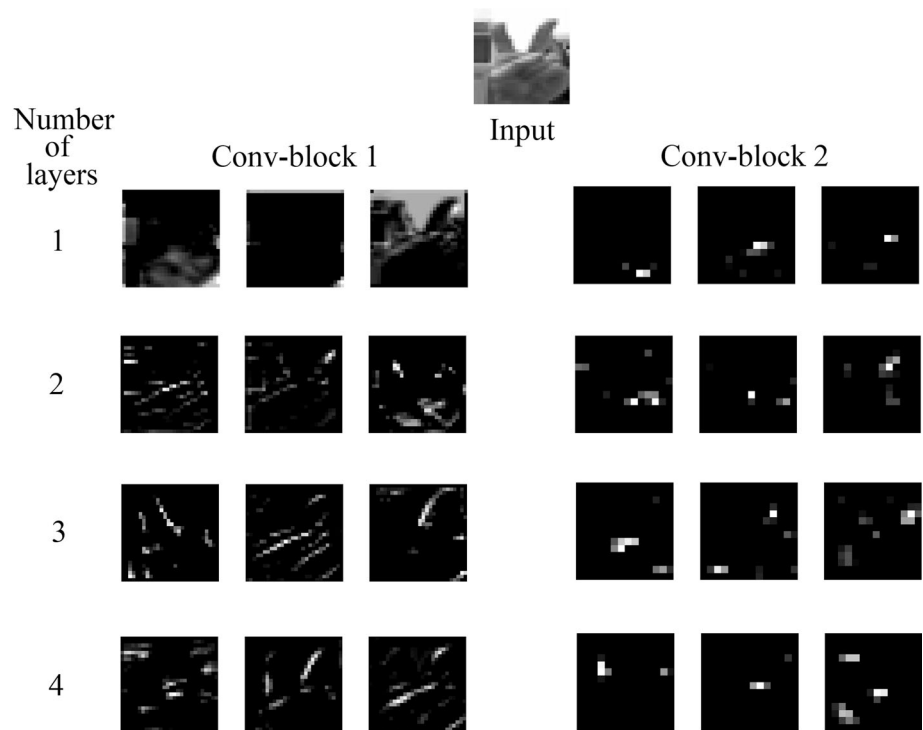 Input
Number
of
layers
Conv-block 1
Conv-block 2
1
2
3
4